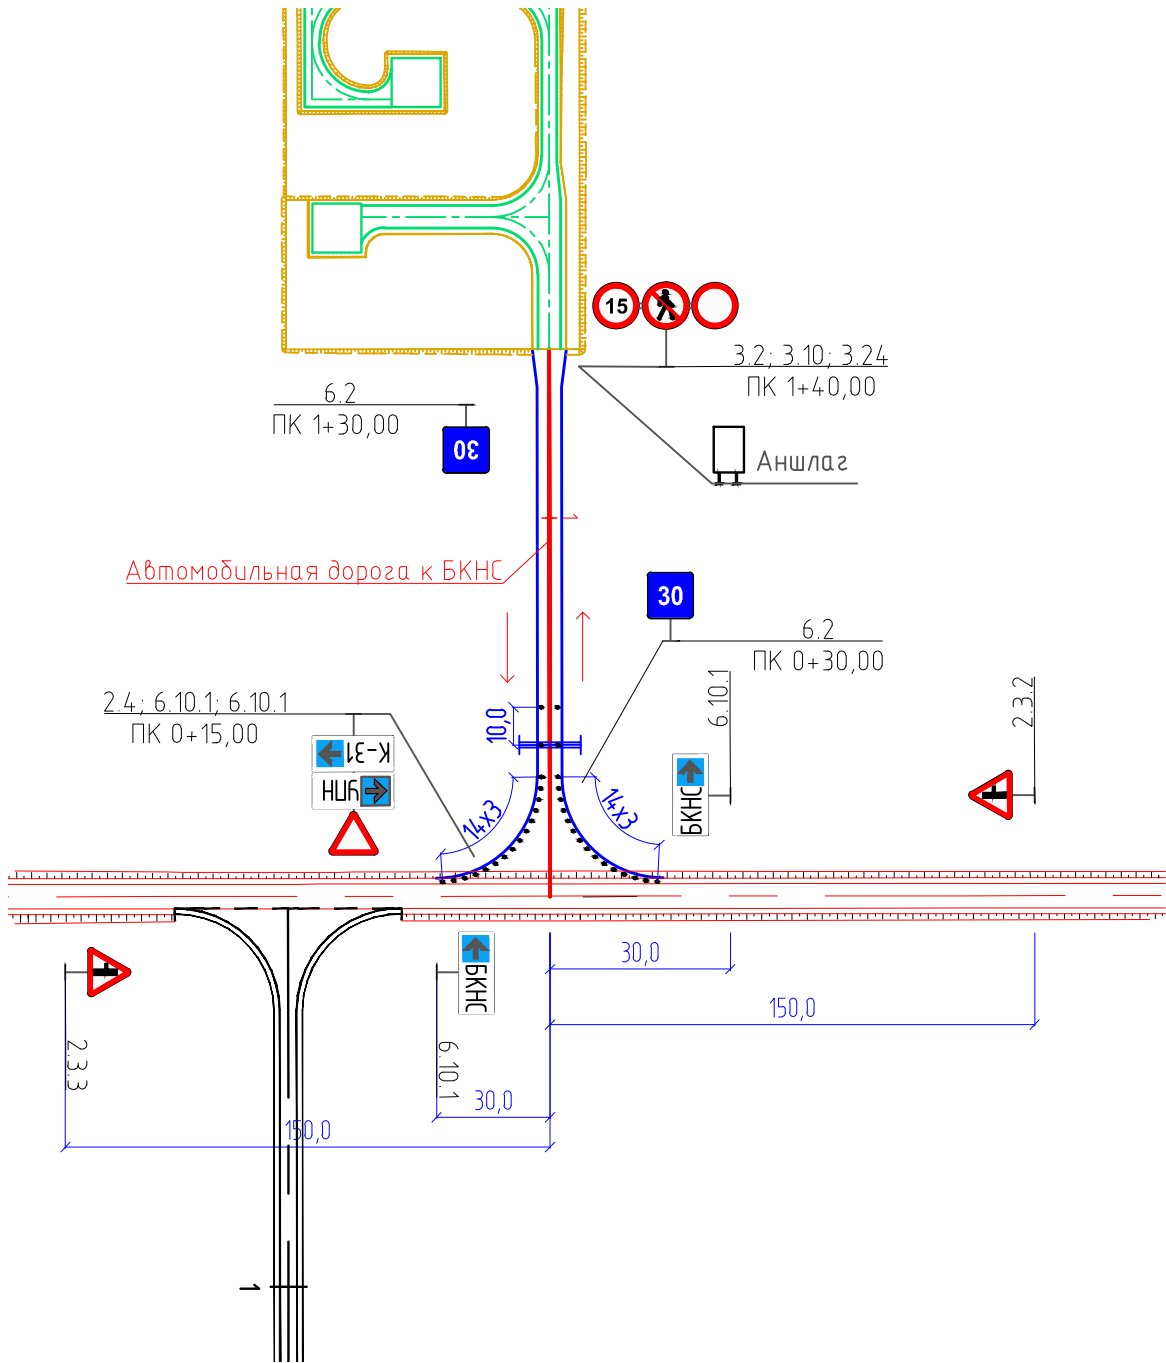 15
3.2; 3.10; 3.24
ПК 1+40,00
6.2
ПК 1+30,00
30
Аншлаг
Автомобильная дорога к БКНС
30
6.2
ПК 0+30,00
2.4; 6.10.1; 6.10.1
ПК 0+15,00
К-31
УПН
10,0
14х3
14х3
БКНС
6.10.1
2.3.2
БКНС
30,0
150,0
2.3.3
6.10.1
30,0
150,0
1